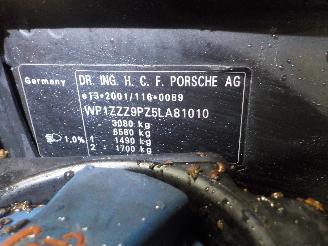 Germany DR. ING. H. C. F. PORSCHE AG
e13*2001/116*0089
WP1ZZZ9PZ5LA81010
3080 kg
6580 kg
1,0% 1 - 1490 kg
2 - 1700 kg